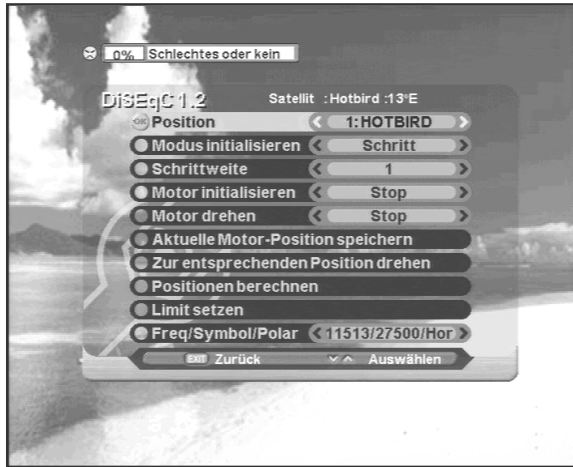 0% Schlechtes oder kein
DiSEqC 1.2 Satellit :Hotbird :13°E
OK Position 1:HOTBIRD
Modus initialisieren Schritt
Schrittweite 1
Motor initialisieren Stop
Motor drehen Stop
Aktuelle Motor-Position speichern
Zur entsprechenden Position drehen
Positionen berechnen
Limit setzen
Freq/Symbol/Polar 11513/27500/Hor
EXIT Zurück Auswählen